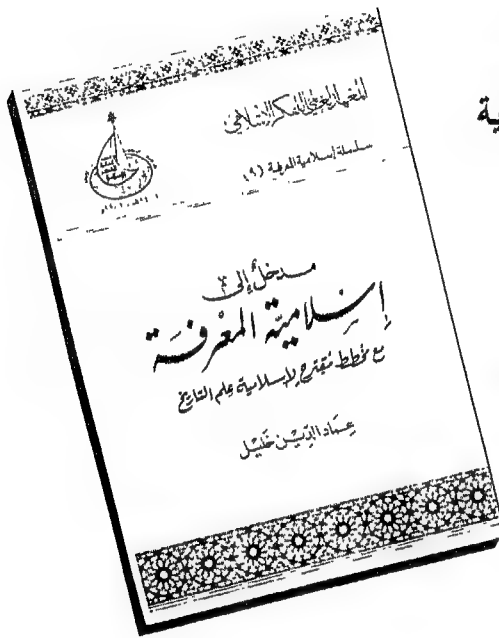 المعهد العالمي للفكر الإسلامي
سلسلة إسلامية المعرفة (٩)
مدخل إلى
إسلامية المعرفة
مع مخطط مقترح لإسلامية علم التاريخ
عماد الدين خليل